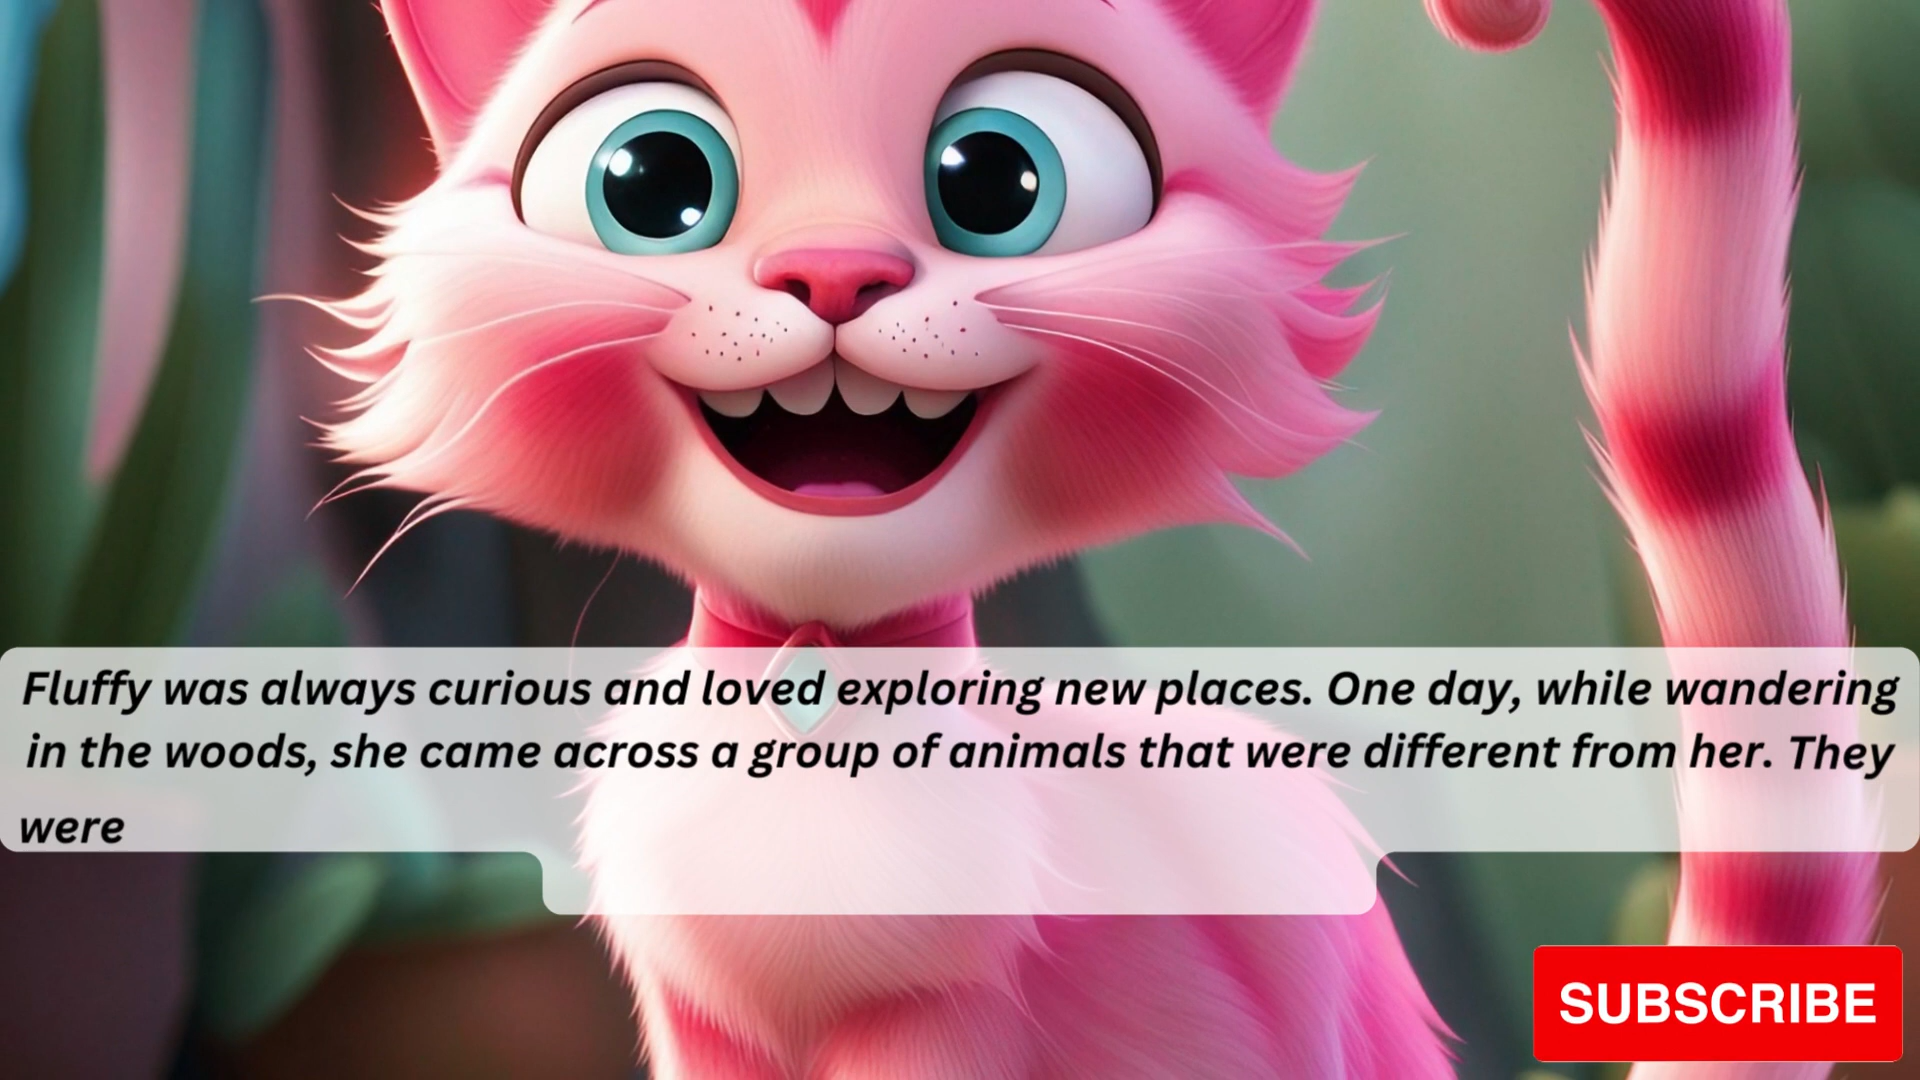 Fluffy was always curious and loved exploring new places. One day, while wandering
in the woods, she came across a group of animals that were different from her. They
were
SUBSCRIBE